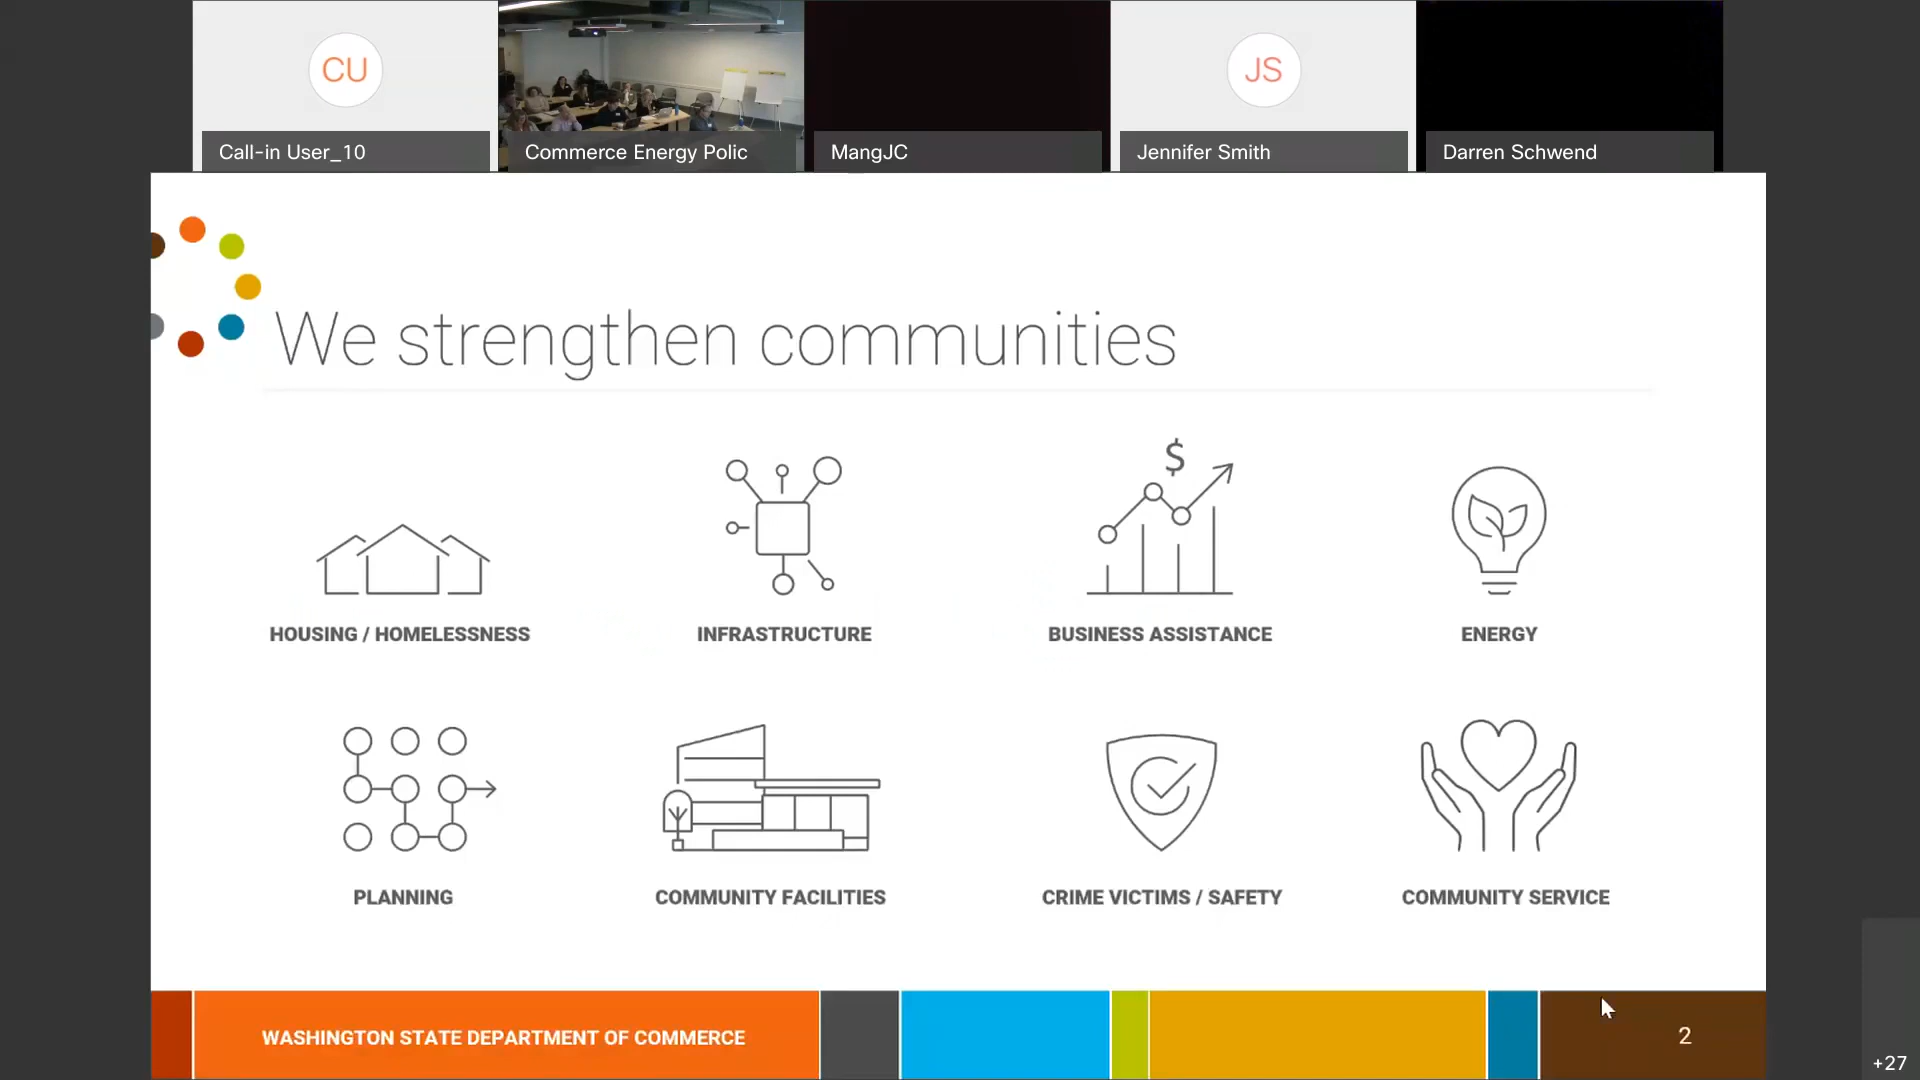 CU
JS
Call-in User_10
Commerce Energy Polic
MangJC
Jennifer Smith
Darren Schwend
We strengthen communities
$
HOUSING / HOMELESSNESS
INFRASTRUCTURE
BUSINESS ASSISTANCE
ENERGY
PLANNING
COMMUNITY FACILITIES
CRIME VICTIMS / SAFETY
COMMUNITY SERVICE
WASHINGTON STATE DEPARTMENT OF COMMERCE
2
+27